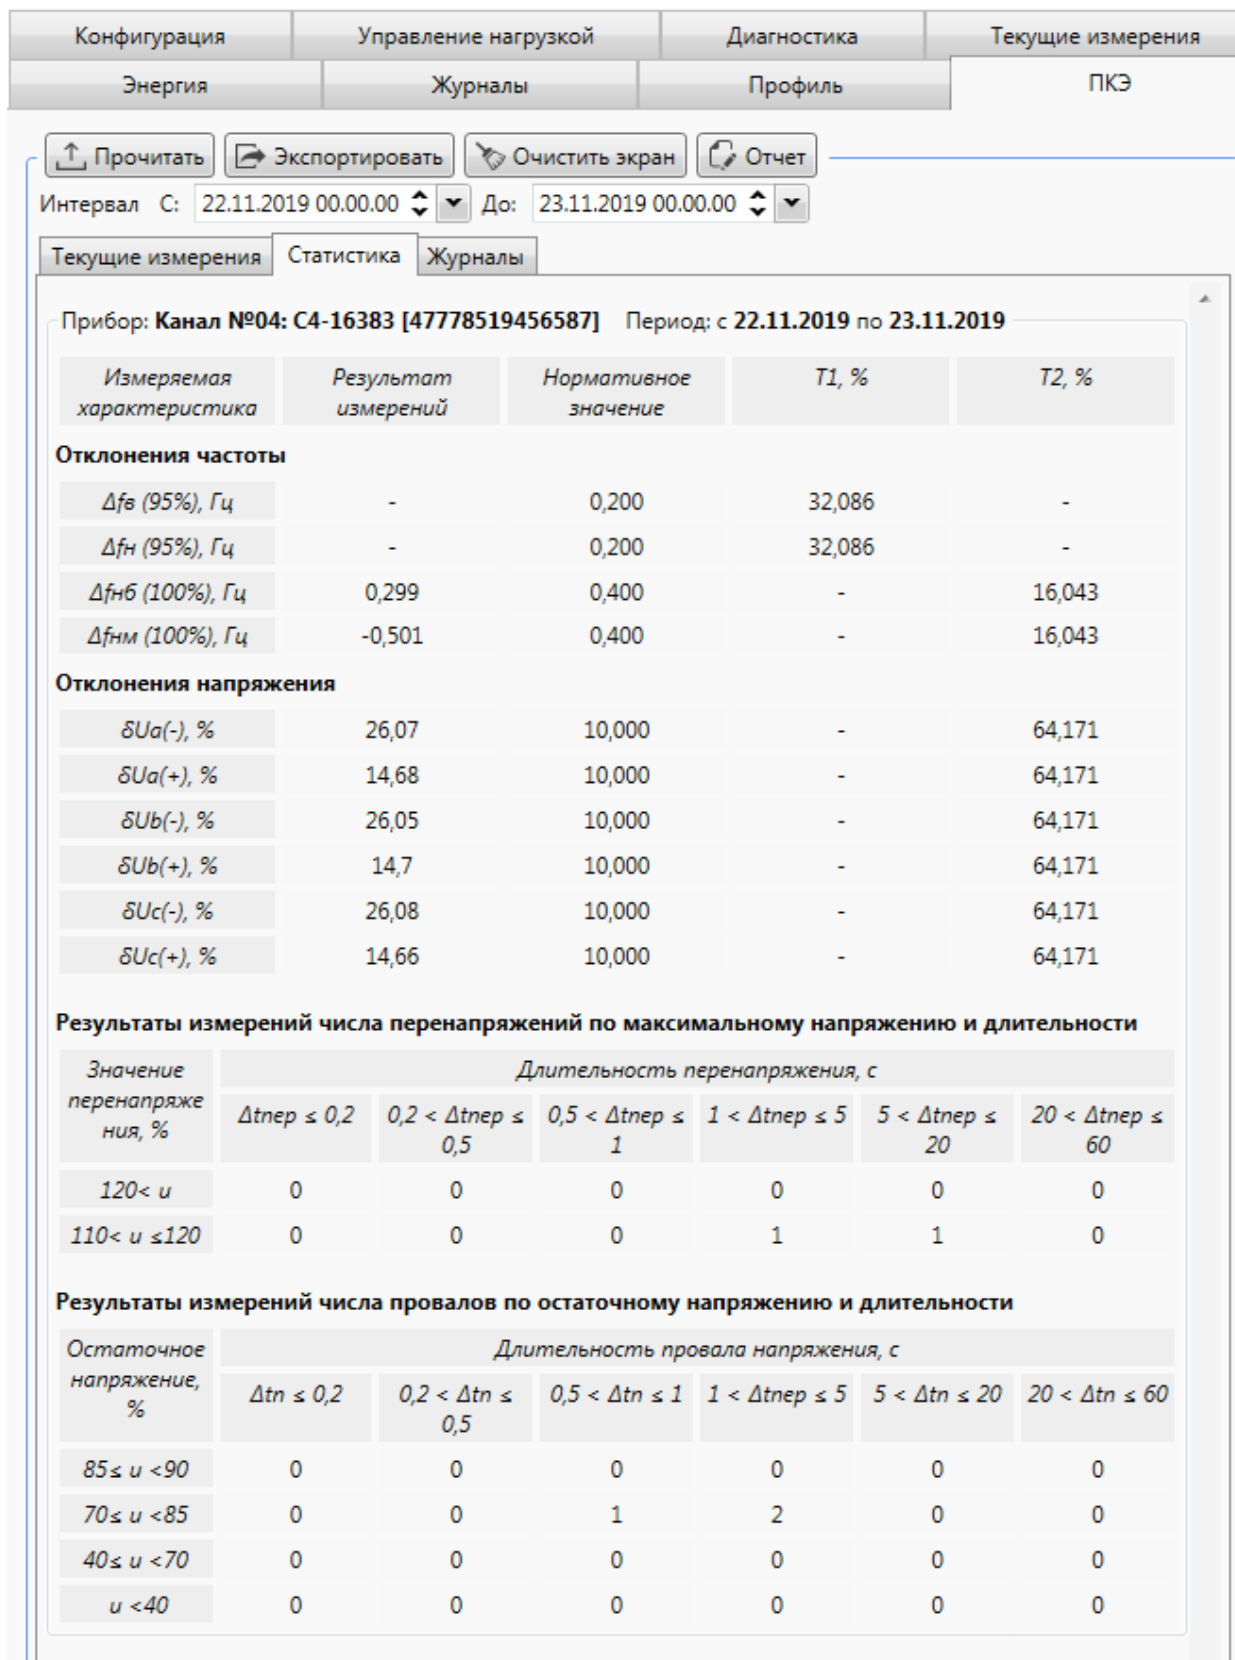 Конфигурация Управление нагрузкой Диагностика Текущие измерения
Энергия Журналы Профиль ПКЭ
Прочитать Экспортировать Очистить экран Отчет
Интервал С: 22.11.2019 00.00.00 До: 23.11.2019 00.00.00
Текущие измерения Статистика Журналы
Прибор: Канал №04: С4-16383 [47778519456587] Период: с 22.11.2019 по 23.11.2019
Измеряемая характеристика Результат измерений Нормативное значение Т1, % Т2, %
Отклонения частоты
Δfв (95%), Гц - 0,200 32,086 -
Δfн (95%), Гц - 0,200 32,086 -
Δfнб (100%), Гц 0,299 0,400 - 16,043
Δfнм (100%), Гц -0,501 0,400 - 16,043
Отклонения напряжения
δUa(-), % 26,07 10,000 - 64,171
δUa(+), % 14,68 10,000 - 64,171
δUb(-), % 26,05 10,000 - 64,171
δUb(+), % 14,7 10,000 - 64,171
δUc(-), % 26,08 10,000 - 64,171
δUc(+), % 14,66 10,000 - 64,171
Результаты измерений числа перенапряжений по максимальному напряжению и длительности
Значение перенапряже ния, % Длительность перенапряжения, с
Δtпер ≤ 0,2 0,2 < Δtпер ≤ 0,5 0,5 < Δtпер ≤ 1 1 < Δtпер ≤ 5 5 < Δtпер ≤ 20 20 < Δtпер ≤ 60
120< u 0 0 0 0 0 0
110< u ≤120 0 0 0 1 1 0
Результаты измерений числа провалов по остаточному напряжению и длительности
Остаточное напряжение, % Длительность провала напряжения, с
Δtп ≤ 0,2 0,2 < Δtп ≤ 0,5 0,5 < Δtп ≤ 1 1 < Δtпер ≤ 5 5 < Δtп ≤ 20 20 < Δtп ≤ 60
85≤ u <90 0 0 0 0 0 0
70≤ u <85 0 0 1 2 0 0
40≤ u <70 0 0 0 0 0 0
u <40 0 0 0 0 0 0